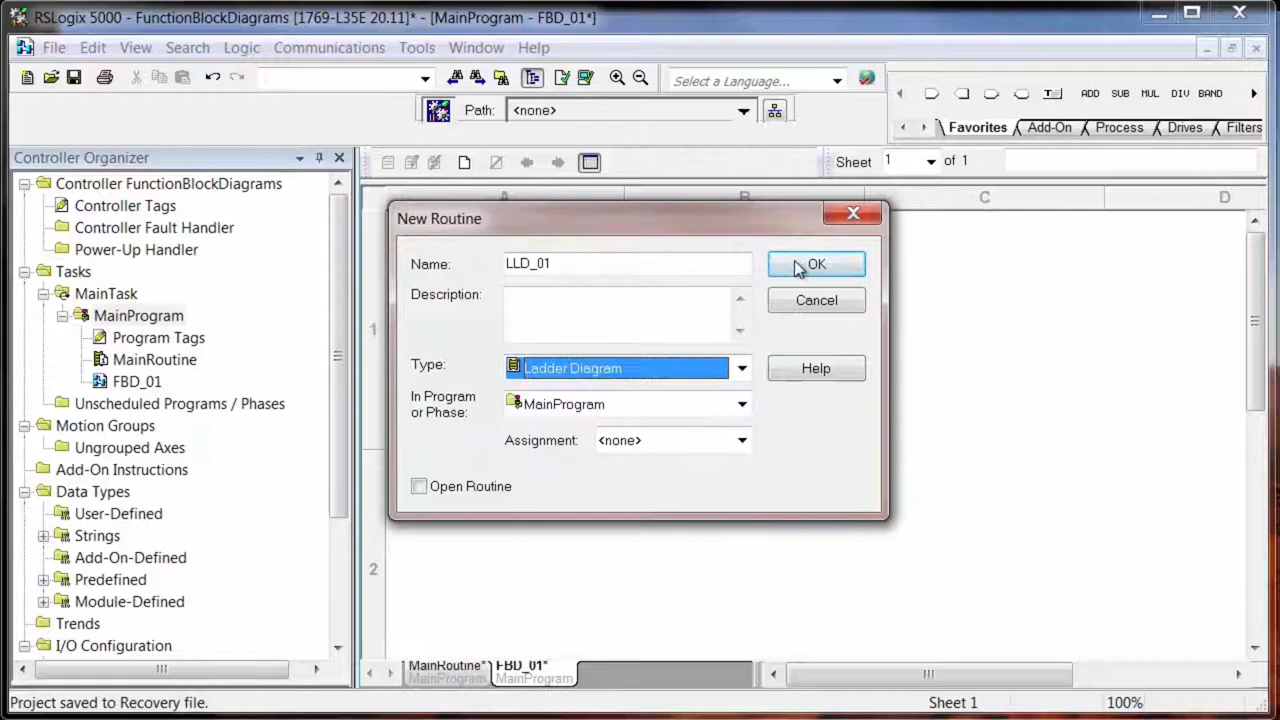 RSLogix 5000 - FunctionBlockDiagrams [1769-L35E 20.11]* - [MainProgram - FBD_01*]
File Edit View Search Logic Communications Tools Window Help
Select a Language...
Path: <none>
ADD SUB MUL DIV BAND
Favorites Add-On Process Drives Filters
Controller Organizer
Sheet 1 of 1
Controller FunctionBlockDiagrams
Controller Tags
Controller Fault Handler
Power-Up Handler
Tasks
MainTask
MainProgram
Program Tags
MainRoutine
FBD_01
Unscheduled Programs / Phases
Motion Groups
Ungrouped Axes
Add-On Instructions
Data Types
User-Defined
Strings
Add-On-Defined
Predefined
Module-Defined
Trends
I/O Configuration
A B C D
1
2
New Routine
Name: LLD_01 OK
Description: Cancel
Type: Ladder Diagram Help
In Program
or Phase: MainProgram
Assignment: <none>
Open Routine
MainRoutine* FBD_01*
MainProgram MainProgram
Project saved to Recovery file. Sheet 1 100%